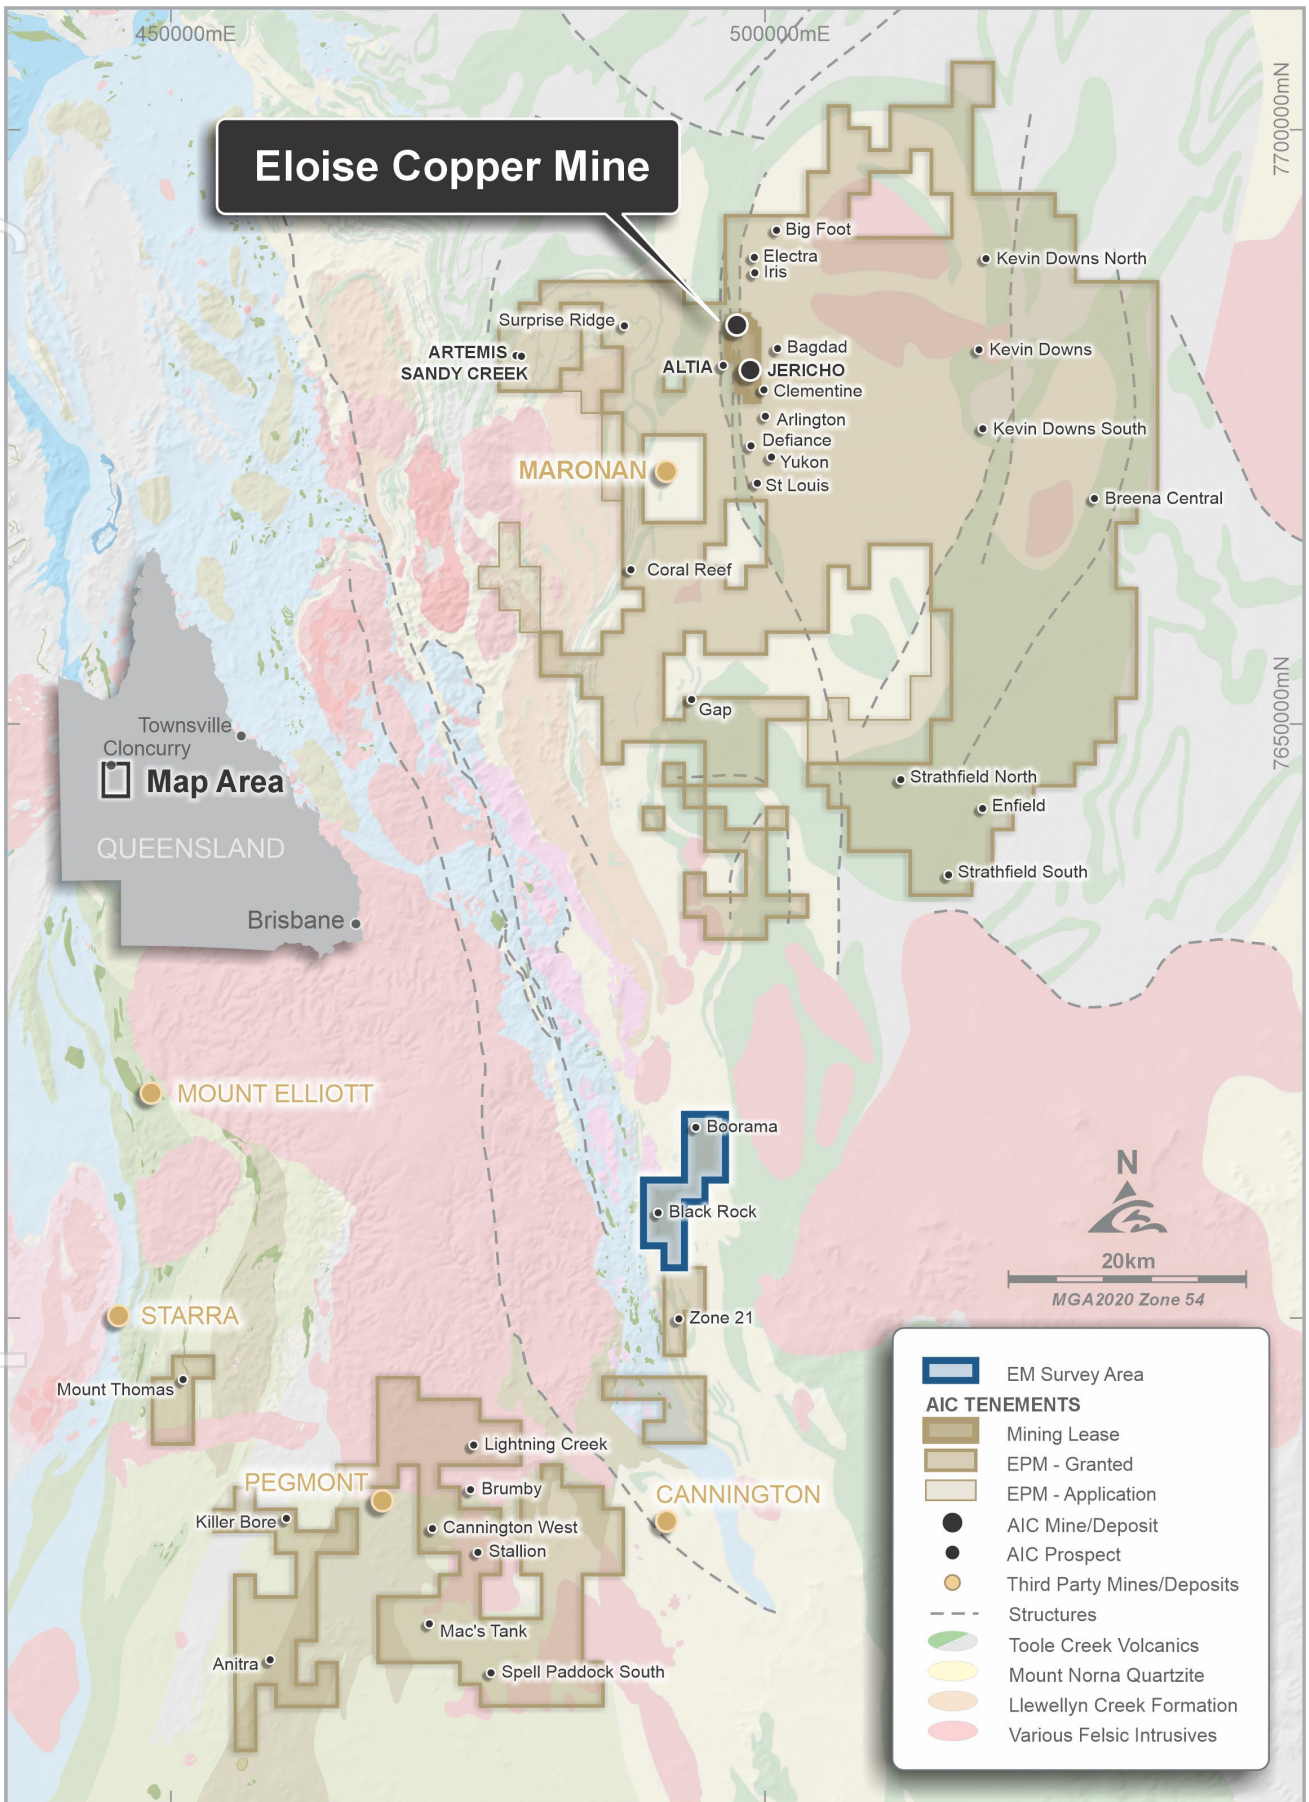 450000mE
500000mE
7700000mN
Eloise Copper Mine
Big Foot
Electra
Iris
Kevin Downs North
Surprise Ridge
ARTEMIS
SANDY CREEK
ALTIA
Bagdad
JERICHO
Clementine
Kevin Downs
Arlington
Defiance
Yukon
St Louis
Kevin Downs South
MARONAN
Breena Central
Coral Reef
7650000mN
Gap
Townsville
Cloncurry
Map Area
QUEENSLAND
Brisbane
Strathfield North
Enfield
Strathfield South
MOUNT ELLIOTT
Boorama
Black Rock
N
20km
MGA2020 Zone 54
STARRA
Zone 21
Mount Thomas
Lightning Creek
PEGMONT
Brumby
CANNINGTON
Killer Bore
Cannington West
Stallion
Mac's Tank
Anitra
Spell Paddock South
EM Survey Area
AIC TENEMENTS
Mining Lease
EPM - Granted
EPM - Application
AIC Mine/Deposit
AIC Prospect
Third Party Mines/Deposits
Structures
Toole Creek Volcanics
Mount Norna Quartzite
Llewellyn Creek Formation
Various Felsic Intrusives